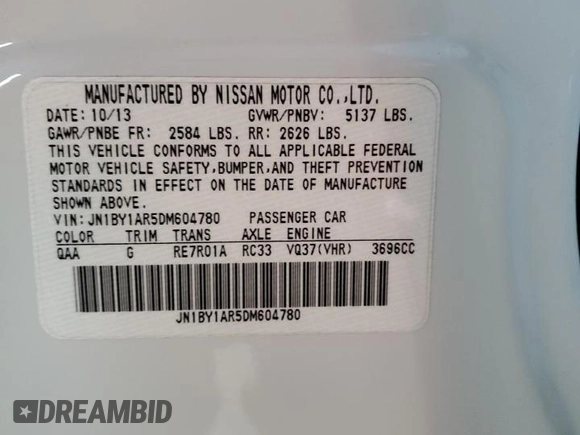 MANUFACTURED BY NISSAN MOTOR CO.,LTD.
DATE: 10/13 GVWR/PNBV: 5137 LBS.
GAWR/PNBE FR: 2584 LBS. RR: 2626 LBS.
THIS VEHICLE CONFORMS TO ALL APPLICABLE FEDERAL
MOTOR VEHICLE SAFETY,BUMPER,AND THEFT PREVENTION
STANDARDS IN EFFECT ON THE DATE OF MANUFACTURE
SHOWN ABOVE.
VIN: JN1BY1AR5DM604780 PASSENGER CAR
COLOR TRIM TRANS AXLE ENGINE
QAA G RE7R01A RC33 VQ37(VHR) 3696CC
JN1BY1AR5DM604780
DREAMBID